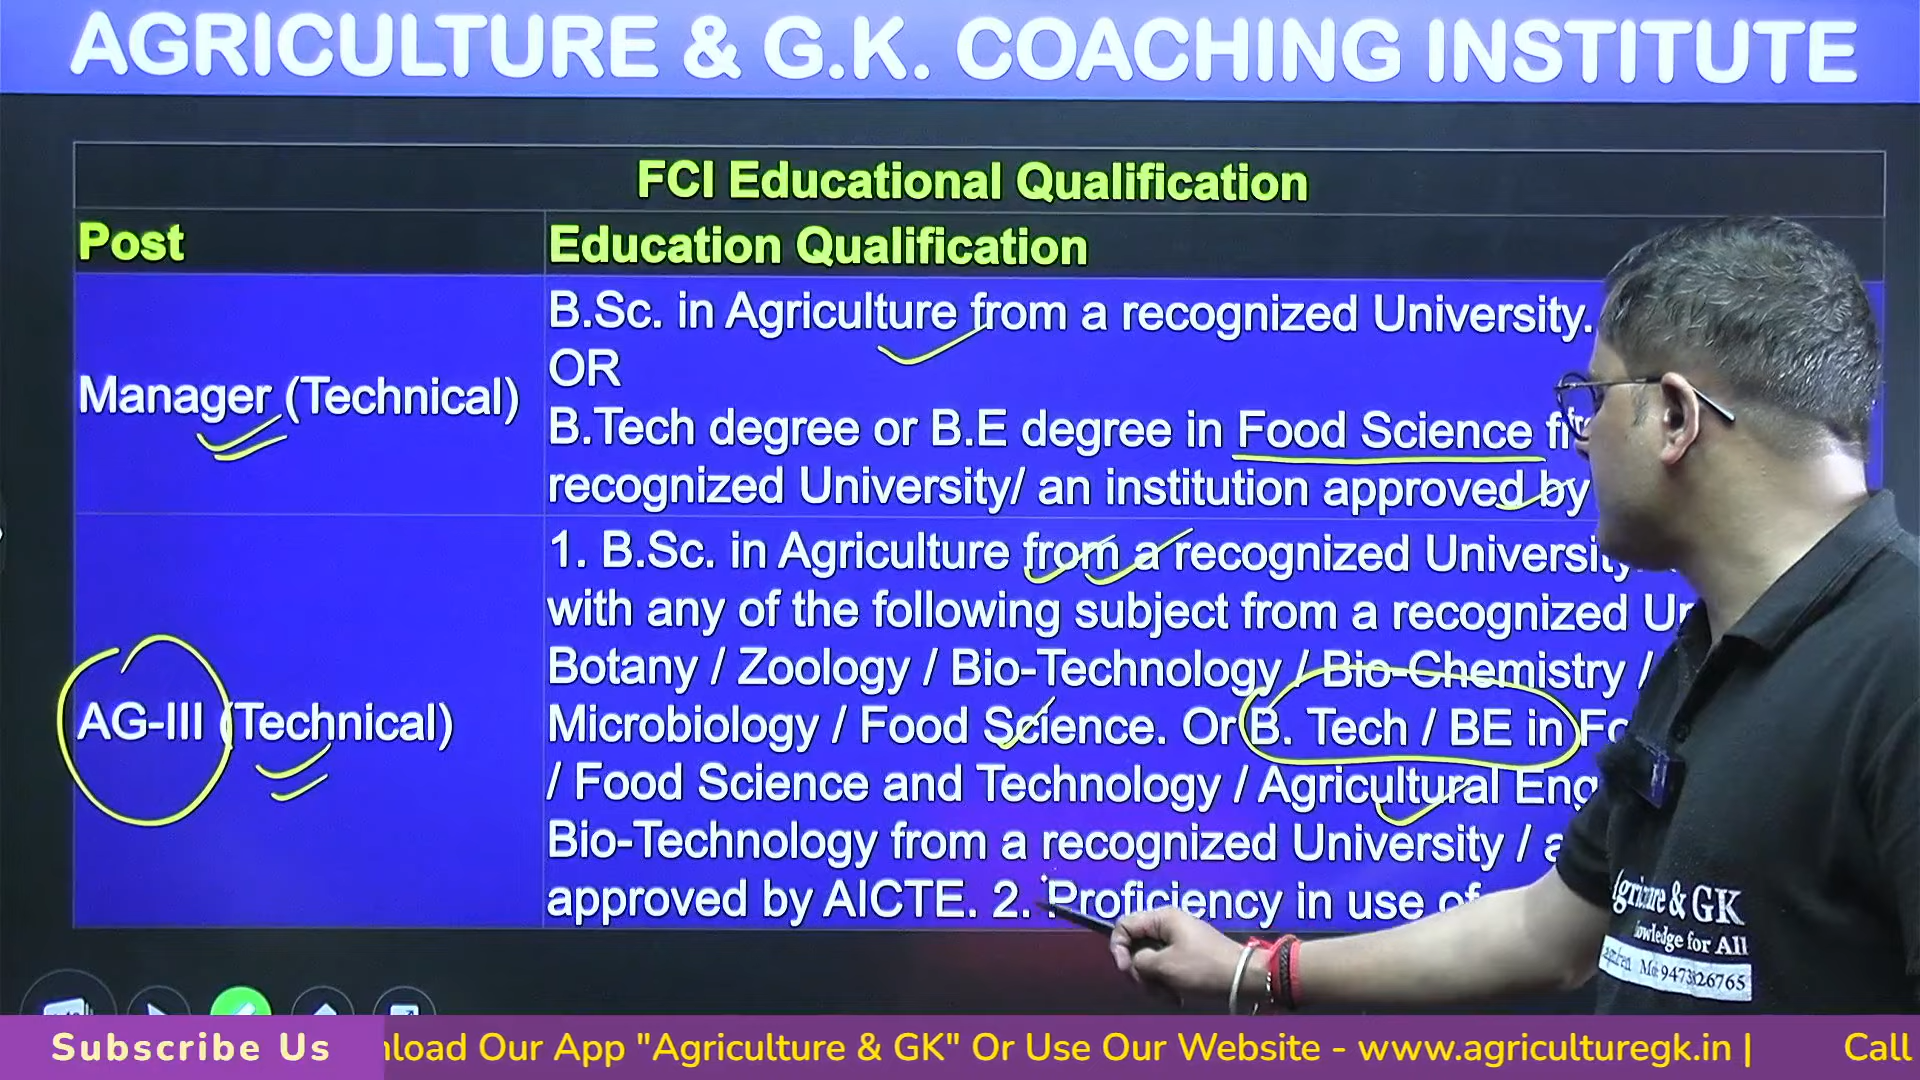 AGRICULTURE & G.K. COACHING INSTITUTE
FCI Educational Qualification
Post
Education Qualification
Manager (Technical)
B.Sc. in Agriculture from a recognized University.
OR
B.Tech degree or B.E degree in Food Science
recognized University/ an institution approved by
AG-III (Technical)
1. B.Sc. in Agriculture from a recognized
with any of the following subject from a recognized
Botany / Zoology / Bio-Technology / Bio-Chemistry /
Microbiology / Food Science. Or B. Tech / BE in
/ Food Science and Technology / Agricultural
Bio-Technology from a recognized University /
approved by AICTE. 2. Proficiency in use of
& GK
for All
Subscribe Us
Our App "Agriculture & GK" Or Use Our Website - www.agriculturegk.in |
Call